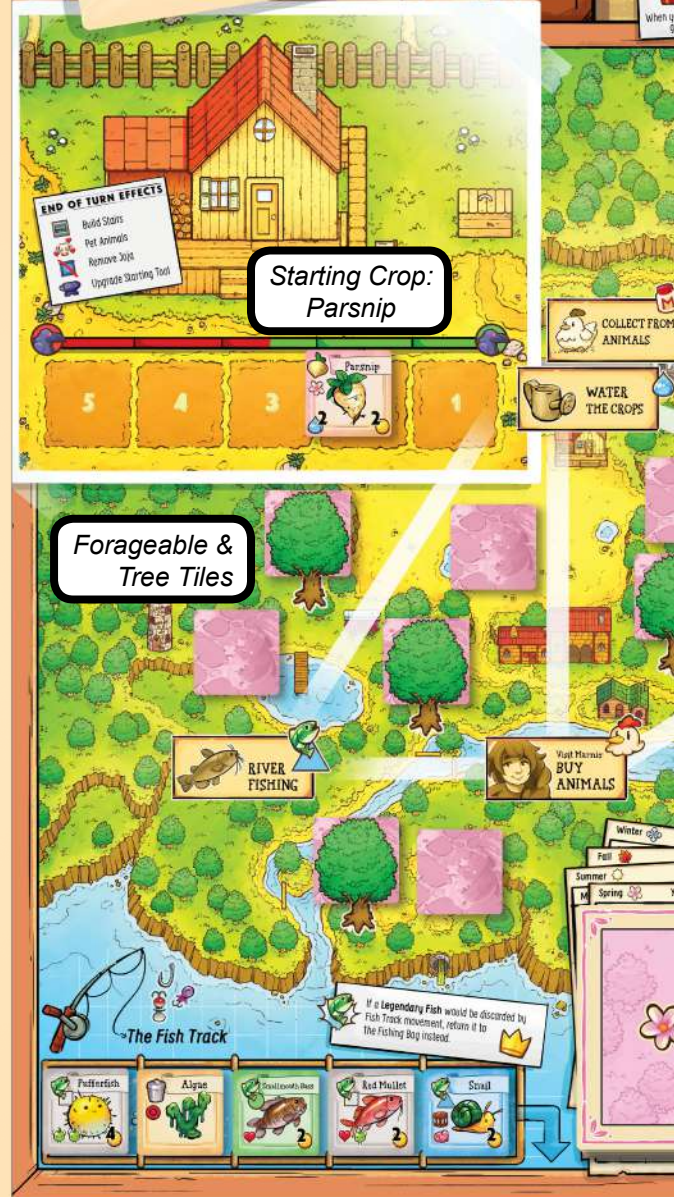 When y
END OF TURN EFFECTS
Build Stairs
Pet Animals
Remove Joja
Upgrade Starting Tool
Starting Crop:
Parsnip
Parsnip
5
4
3
2
2
1
COLLECT FROM
ANIMALS
WATER
THE CROPS
Forageable &
Tree Tiles
RIVER
FISHING
Visit Marnie
BUY
ANIMALS
Winter
Fall
Summer
M
Spring
Y
If a Legendary Fish would be discarded by
Fish Track movement, return it to
the Fishing Bag instead.
The Fish Track
Pufferfish
4
Algae
Smallmouth Bass
2
Red Mullet
2
Snail
2